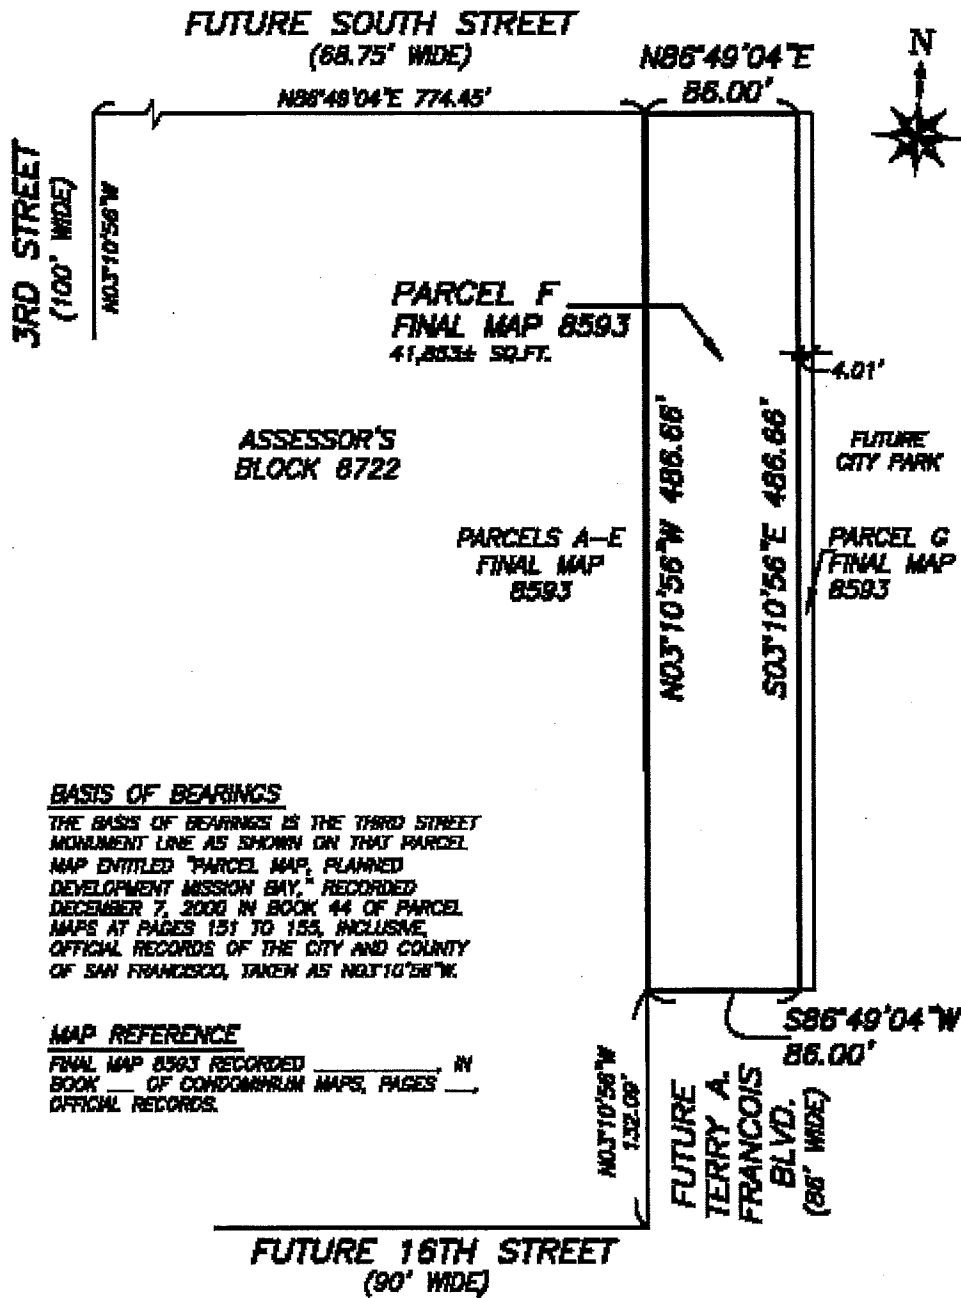 FUTURE SOUTH STREET
(68.75' WIDE)
N86°49'04"E
86.00'
N
N86°49'04"E 774.45'
3RD STREET
(100' WIDE)
N03°10'56"W
PARCEL F
FINAL MAP 8593
41,853± SQ.FT.
4.01'
ASSESSOR'S
BLOCK 8722
N03°10'56"W 486.66'
S03°10'56"E 486.66'
FUTURE
CITY PARK
PARCELS A-E
FINAL MAP
8593
PARCEL G
FINAL MAP
8593
BASIS OF BEARINGS
THE BASIS OF BEARINGS IS THE THIRD STREET
MONUMENT LINE AS SHOWN ON THAT PARCEL
MAP ENTITLED "PARCEL MAP, PLANNED
DEVELOPMENT MISSION BAY," RECORDED
DECEMBER 7, 2000 IN BOOK 44 OF PARCEL
MAPS AT PAGES 151 TO 155, INCLUSIVE,
OFFICIAL RECORDS OF THE CITY AND COUNTY
OF SAN FRANCISCO, TAKEN AS N03°10'56"W.
MAP REFERENCE
FINAL MAP 8593 RECORDED ________, IN
BOOK __ OF CONDOMINIUM MAPS, PAGES __,
OFFICIAL RECORDS.
S86°49'04"W
86.00'
N03°10'56"W
132.09'
FUTURE
TERRY A.
FRANCOIS
BLVD.
(86' WIDE)
FUTURE 16TH STREET
(90' WIDE)